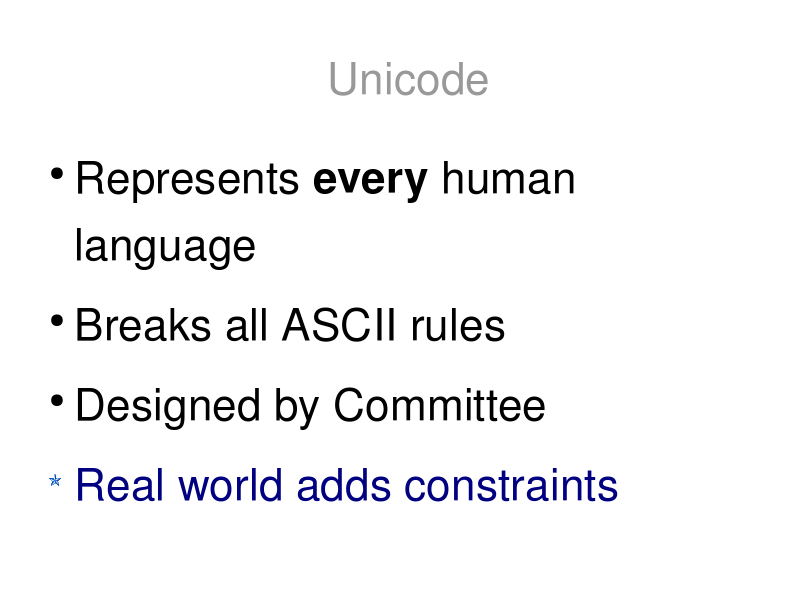 Unicode
• Represents every human
language
• Breaks all ASCII rules
• Designed by Committee
* Real world adds constraints